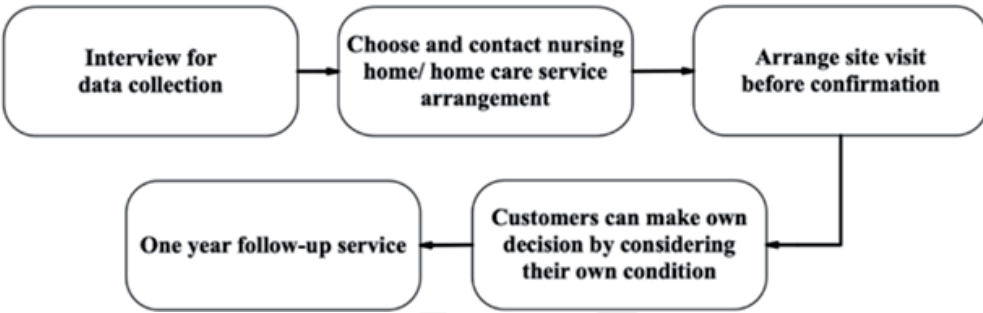 Interview for
data collection
Choose and contact nursing
home/ home care service
arrangement
Arrange site visit
before confirmation
Customers can make own
decision by considering
their own condition
One year follow-up service